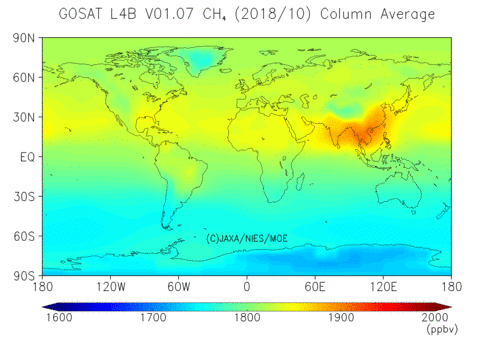 GOSAT L4B V01.07 CH₄ (2018/10) Column Average
90N
60N
30N
EQ
30S
60S
90S
(C)JAXA/NIES/MOE
180 120W 60W 0 60E 120E 180
1600 1700 1800 1900 2000
(ppbv)